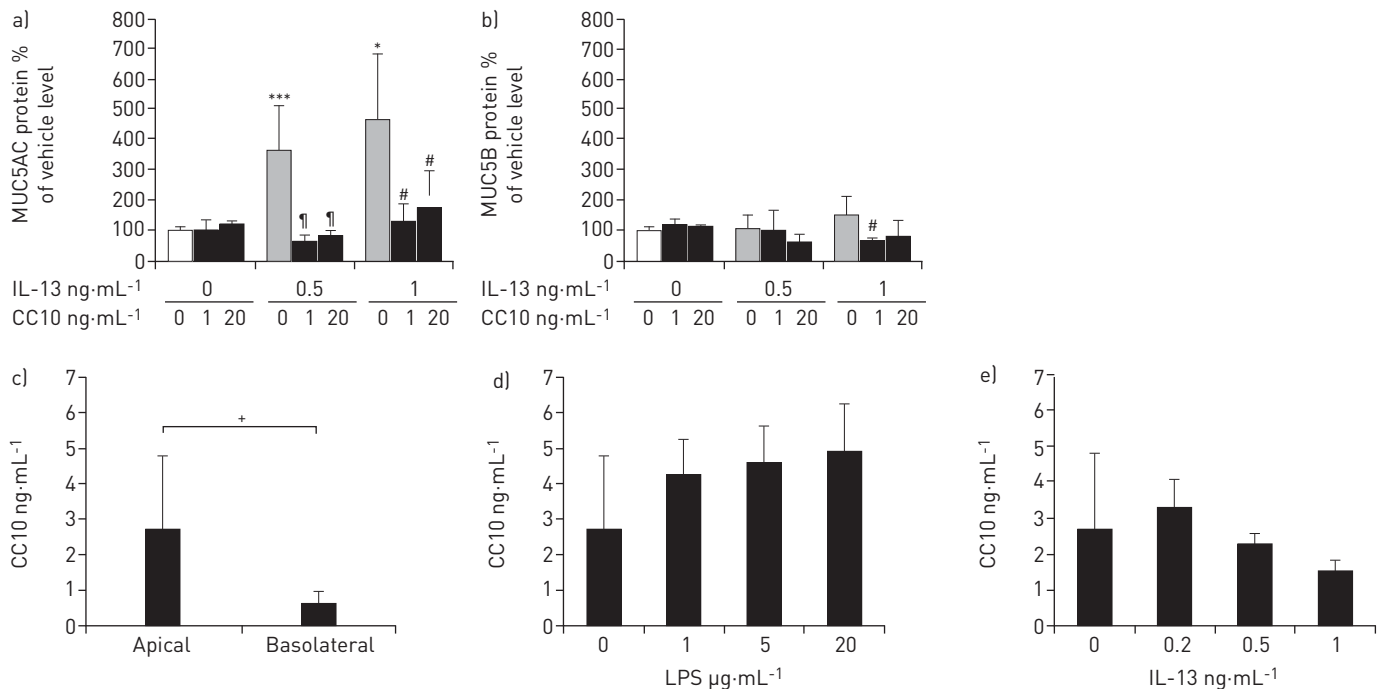 a)
MUC5AC protein %
of vehicle level
800
700
600
500
400
300
200
100
0
***
¶
¶
*
#
#
IL-13 ng·mL-1
0
0.5
1
CC10 ng·mL-1
0 1 20 0 1 20 0 1 20
b)
MUC5B protein %
of vehicle level
800
700
600
500
400
300
200
100
0
#
IL-13 ng·mL-1
0
0.5
1
CC10 ng·mL-1
0 1 20 0 1 20 0 1 20
c)
CC10 ng·mL-1
7
6
5
4
3
2
1
0
+
Apical Basolateral
d)
CC10 ng·mL-1
7
6
5
4
3
2
1
0
0 1 5 20
LPS µg·mL-1
e)
CC10 ng·mL-1
7
6
5
4
3
2
1
0
0 0.2 0.5 1
IL-13 ng·mL-1